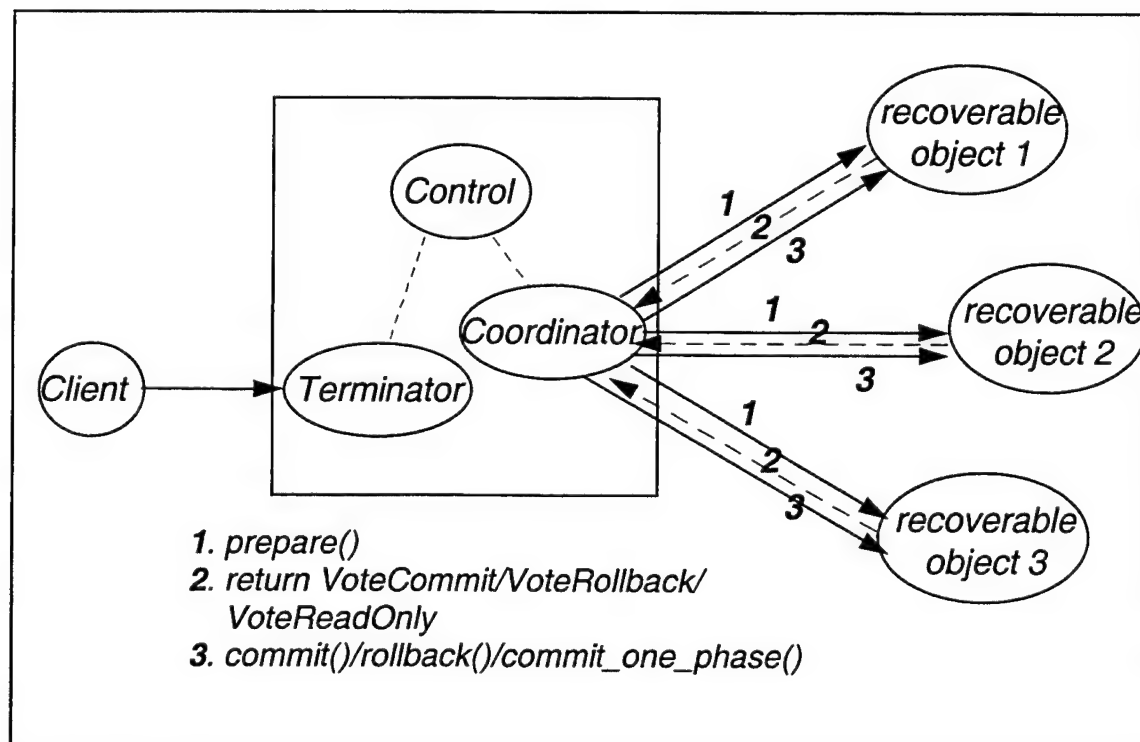 recoverable
object 1
Control
1
2
3
Coordinator
1
2
3
recoverable
object 2
Client
Terminator
1
2
3
recoverable
object 3
1. prepare()
2. return VoteCommit/VoteRollback/
VoteReadOnly
3. commit()/rollback()/commit_one_phase()